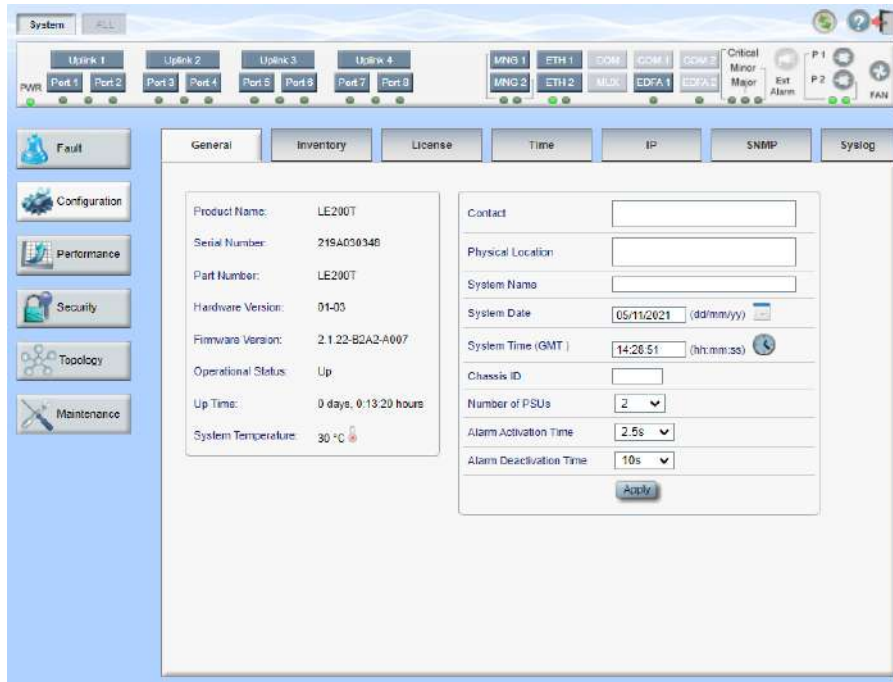 System ALL
Uplink 1 Uplink 2 Uplink 3 Uplink 4 MNG 1 ETH 1 COM COM 1 COM 2 Critical P 1
Minor
PWR Port 1 Port 2 Port 3 Port 4 Port 5 Port 6 Port 7 Port 8 MNG 2 ETH 2 MUX EDFA 1 EDFA 2 Major Ext P 2
Alarm FAN
General Inventory License Time IP SNMP Syslog
Fault
Configuration
Performance
Security
Topology
Maintenance
Product Name: LE200T
Serial Number: 219A030348
Part Number: LE200T
Hardware Version: 01-03
Firmware Version: 2.1.22-B2A2-A007
Operational Status: Up
Up Time: 0 days, 0:13:20 hours
System Temperature: 30 °C
Contact
Physical Location
System Name
System Date 05/11/2021 (dd/mm/yy)
System Time (GMT ) 14:28:51 (hh:mm:ss)
Chassis ID
Number of PSUs 2
Alarm Activation Time 2.5s
Alarm Deactivation Time 10s
Apply